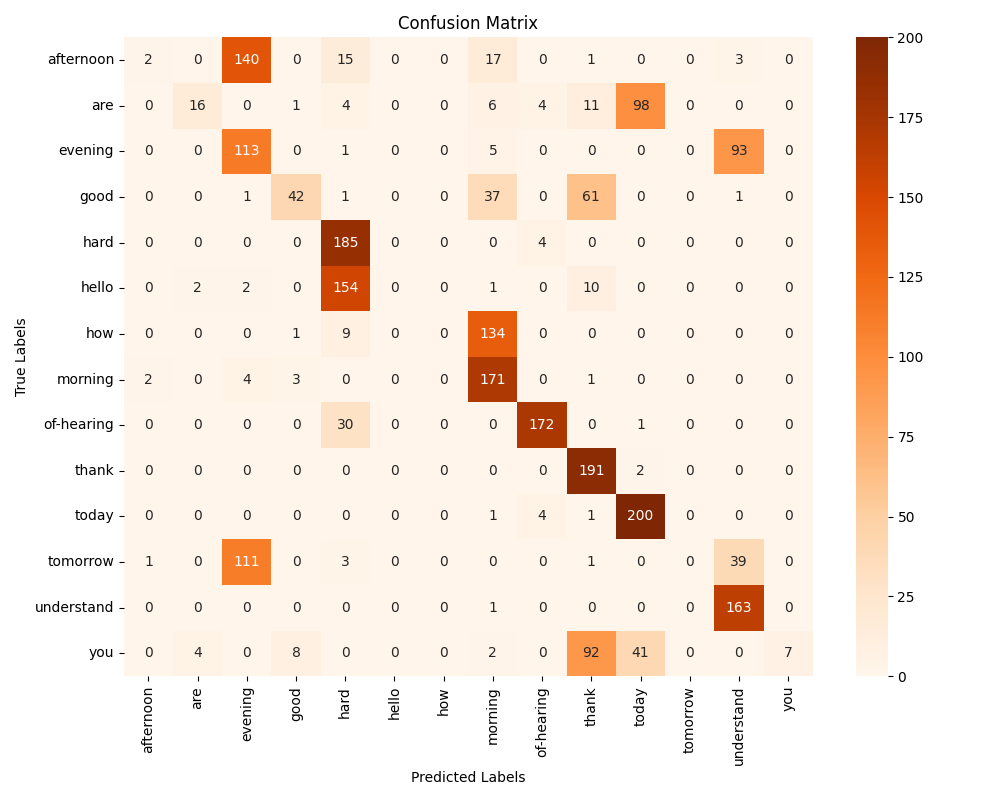 Confusion Matrix
afternoon 2 0 140 0 15 0 0 17 0 1 0 0 3 0
are 0 16 0 1 4 0 0 6 4 11 98 0 0 0
evening 0 0 113 0 1 0 0 5 0 0 0 0 93 0
good 0 0 1 42 1 0 0 37 0 61 0 0 1 0
hard 0 0 0 0 185 0 0 0 4 0 0 0 0 0
hello 0 2 2 0 154 0 0 1 0 10 0 0 0 0
how 0 0 0 1 9 0 0 134 0 0 0 0 0 0
morning 2 0 4 3 0 0 0 171 0 1 0 0 0 0
of-hearing 0 0 0 0 30 0 0 0 172 0 1 0 0 0
thank 0 0 0 0 0 0 0 0 0 191 2 0 0 0
today 0 0 0 0 0 0 0 1 4 1 200 0 0 0
tomorrow 1 0 111 0 3 0 0 0 0 1 0 0 39 0
understand 0 0 0 0 0 0 0 1 0 0 0 0 163 0
you 0 4 0 8 0 0 0 2 0 92 41 0 0 7
afternoon are evening good hard hello how morning of-hearing thank today tomorrow understand you
Predicted Labels
True Labels
200
175
150
125
100
75
50
25
0